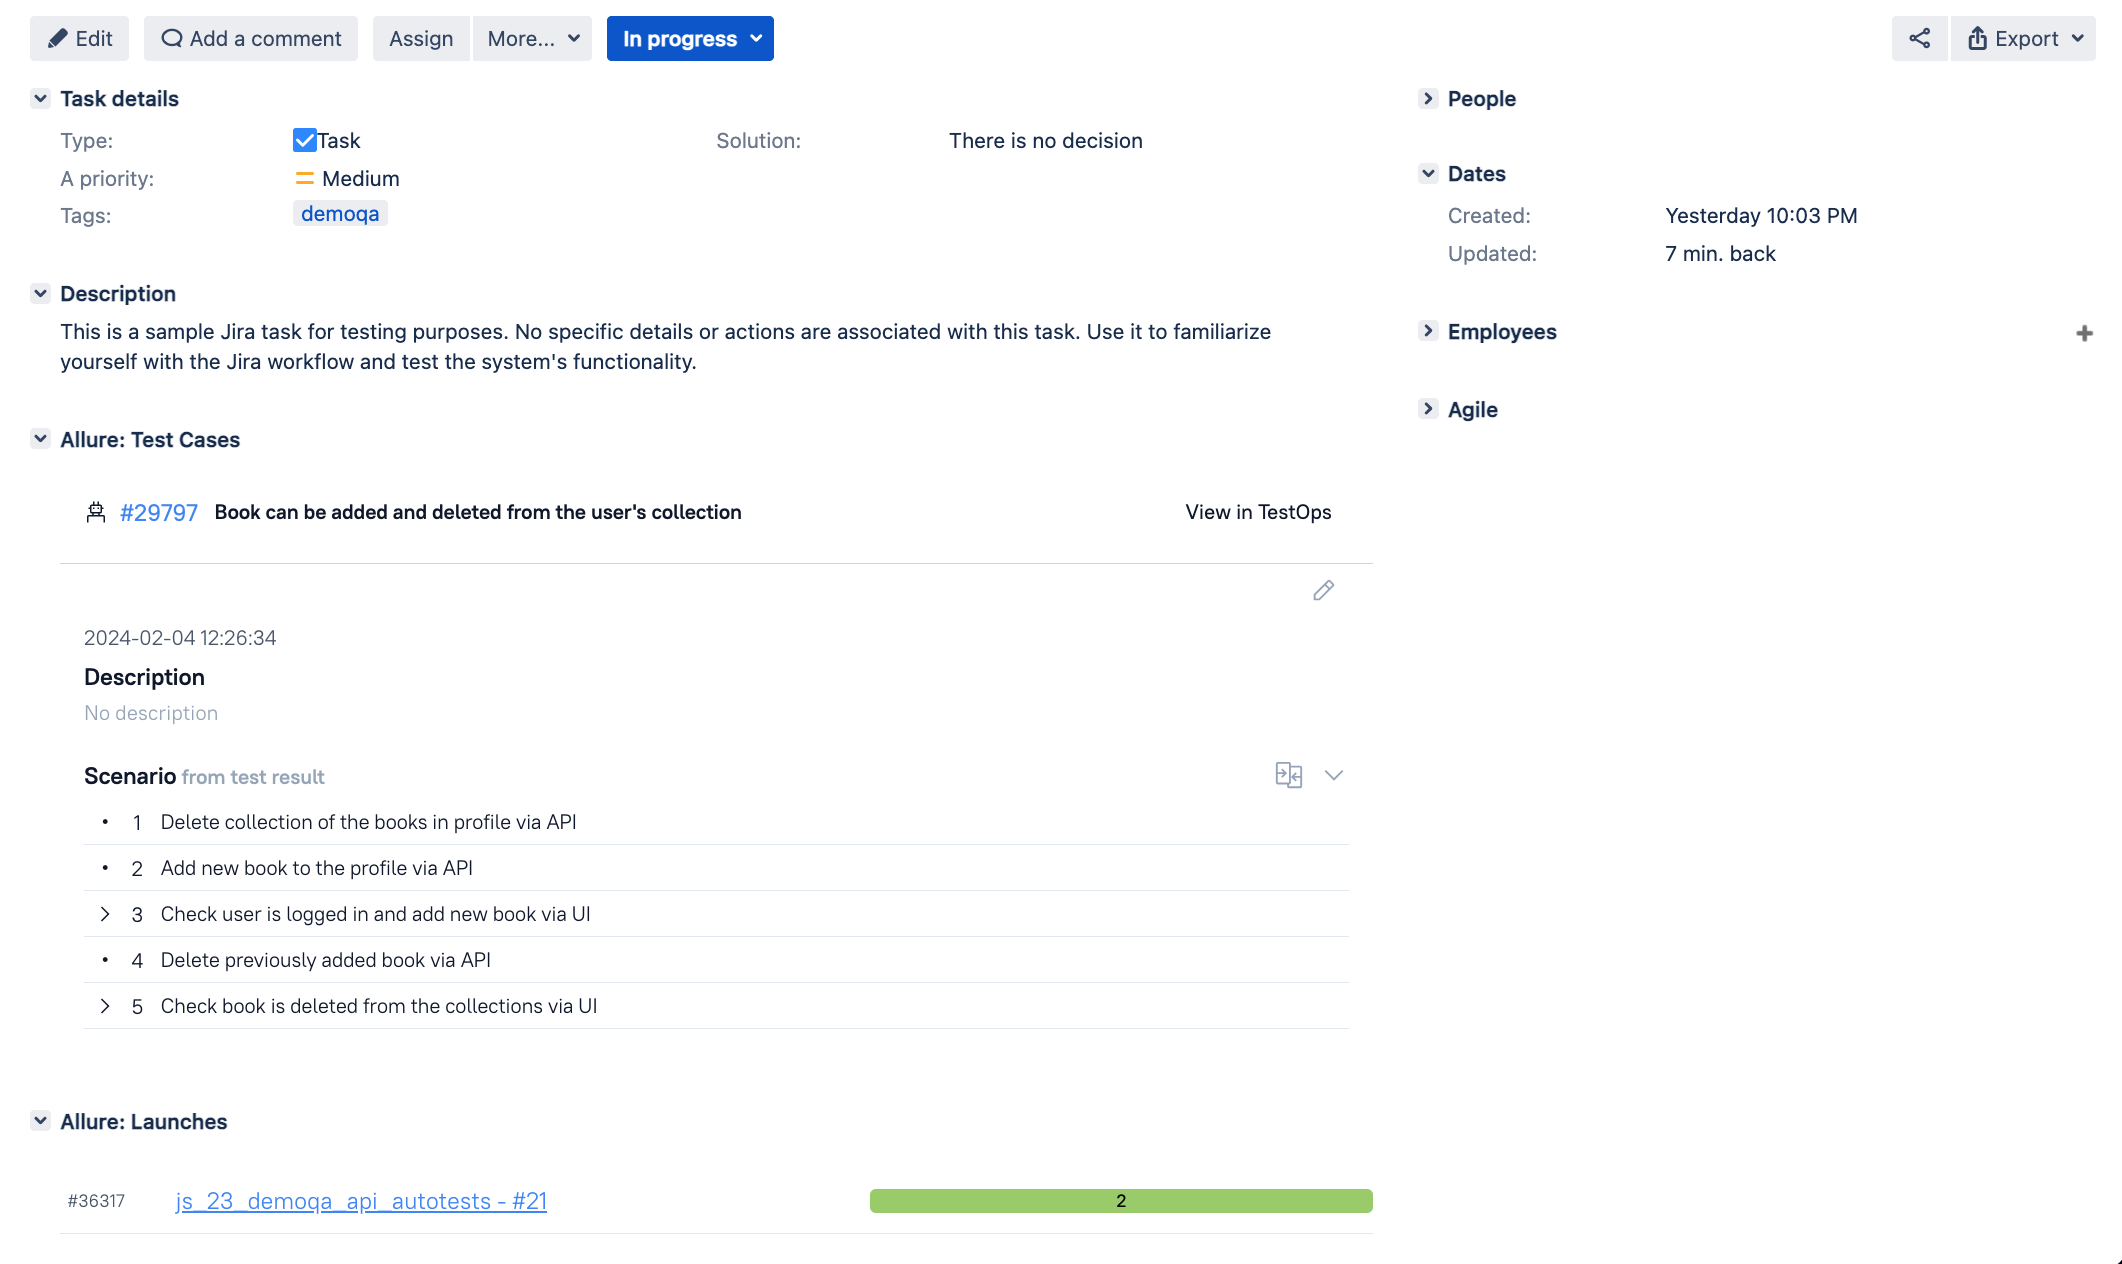 Edit
Add a comment
Assign
More...
In progress
Export
Task details
Type:
Task
Solution:
There is no decision
A priority:
Medium
Tags:
demoqa
Description
This is a sample Jira task for testing purposes. No specific details or actions are associated with this task. Use it to familiarize
yourself with the Jira workflow and test the system's functionality.
Allure: Test Cases
#29797 Book can be added and deleted from the user's collection
View in TestOps
2024-02-04 12:26:34
Description
No description
Scenario from test result
• 1 Delete collection of the books in profile via API
• 2 Add new book to the profile via API
3 Check user is logged in and add new book via UI
• 4 Delete previously added book via API
5 Check book is deleted from the collections via UI
Allure: Launches
#36317
js_23_demoqa_api_autotests - #21
2
People
Dates
Created:
Yesterday 10:03 PM
Updated:
7 min. back
Employees
Agile